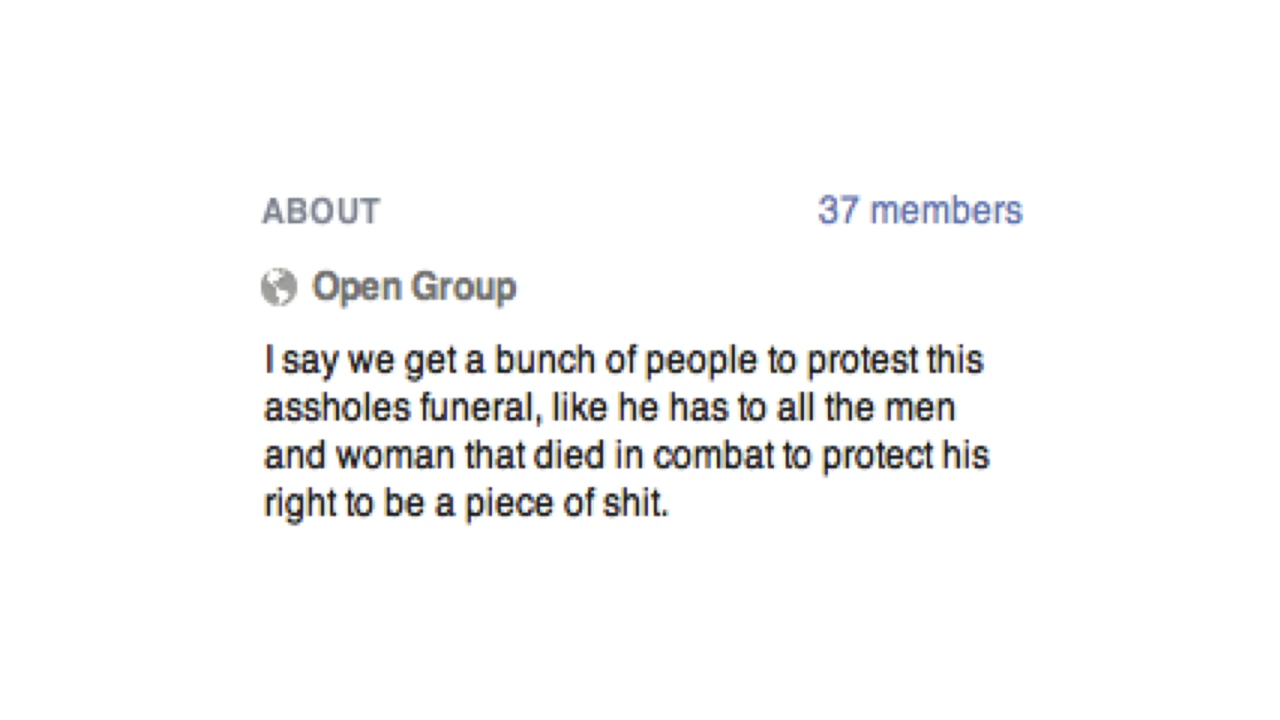 ABOUT 37 members
Open Group
I say we get a bunch of people to protest this
assholes funeral, like he has to all the men
and woman that died in combat to protect his
right to be a piece of shit.